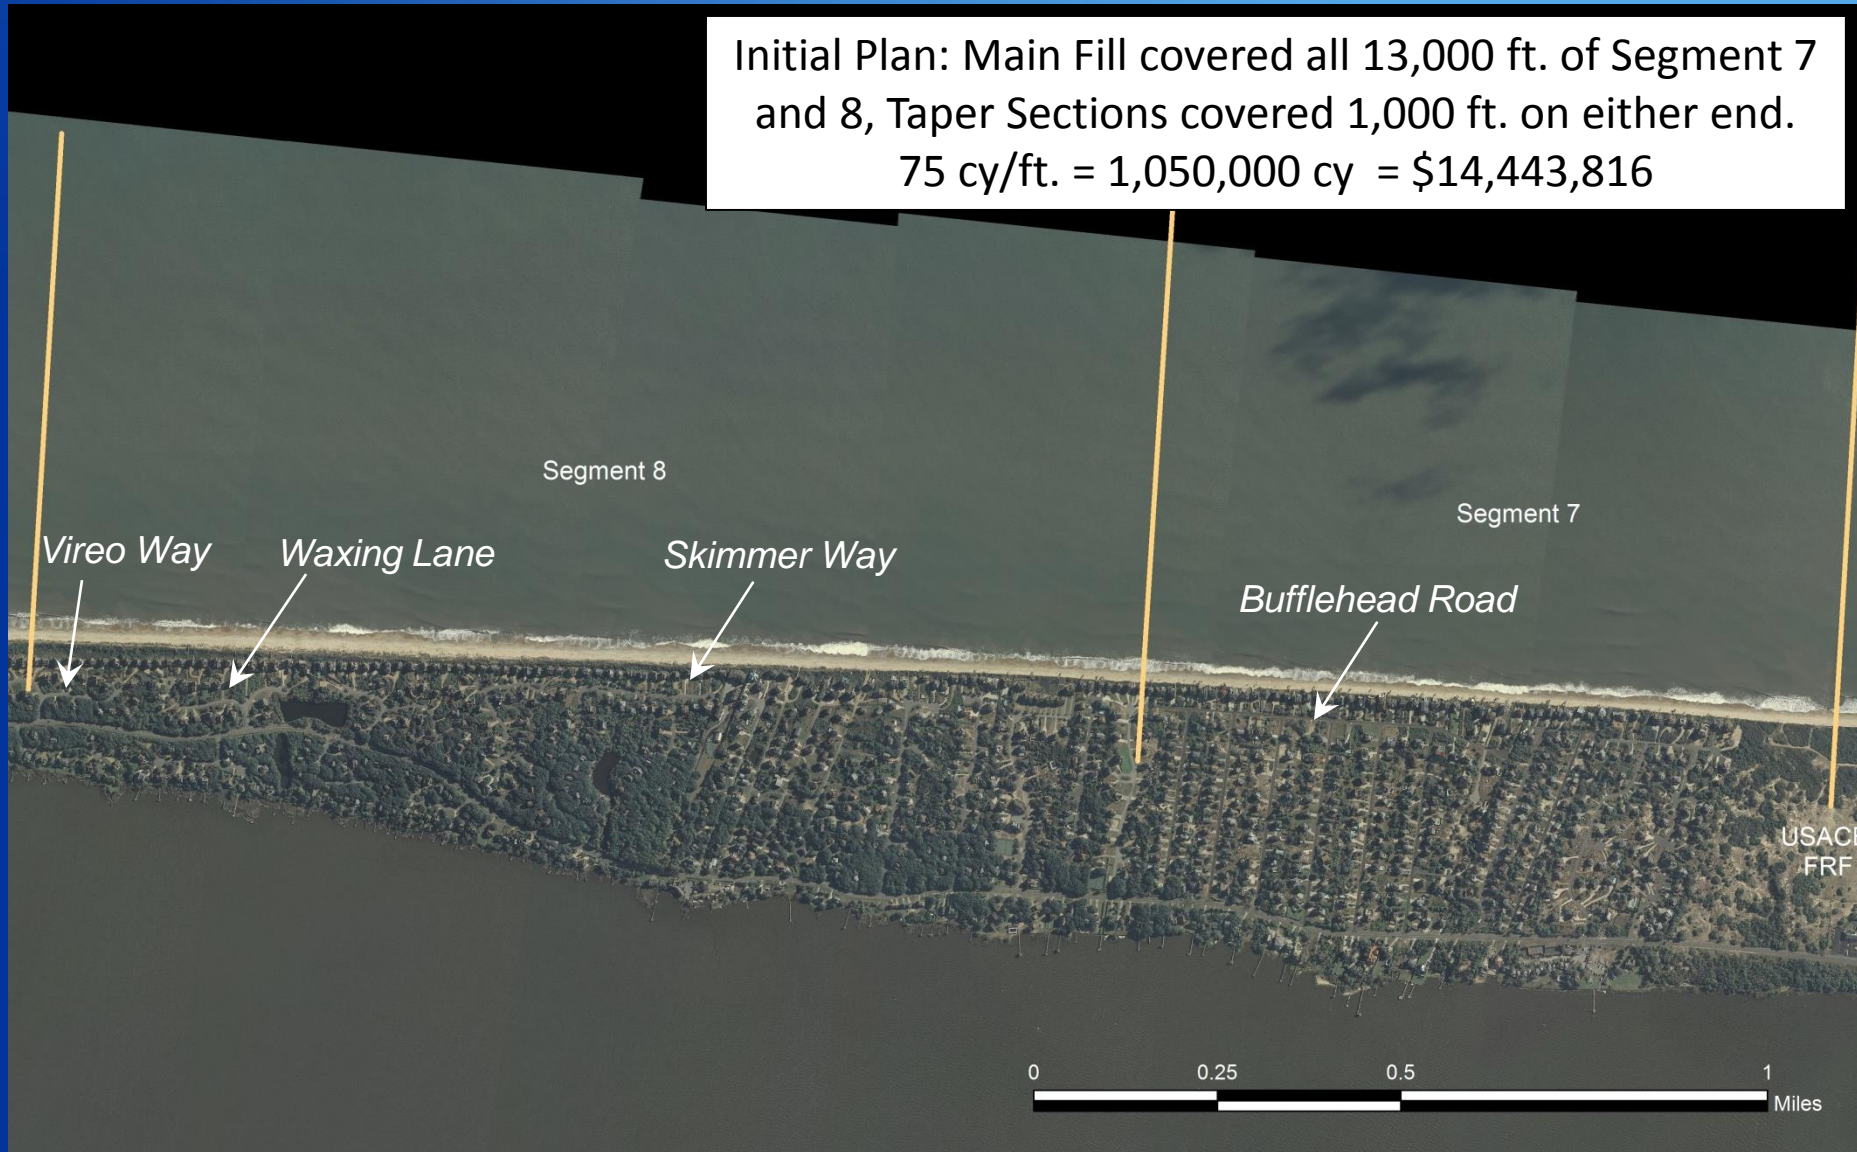 Initial Plan: Main Fill covered all 13,000 ft. of Segment 7
and 8, Taper Sections covered 1,000 ft. on either end.
75 cy/ft. = 1,050,000 cy = $14,443,816
Segment 8
Segment 7
Vireo Way
Waxing Lane
Skimmer Way
Bufflehead Road
USACE
FRF
0 0.25 0.5 1
Miles